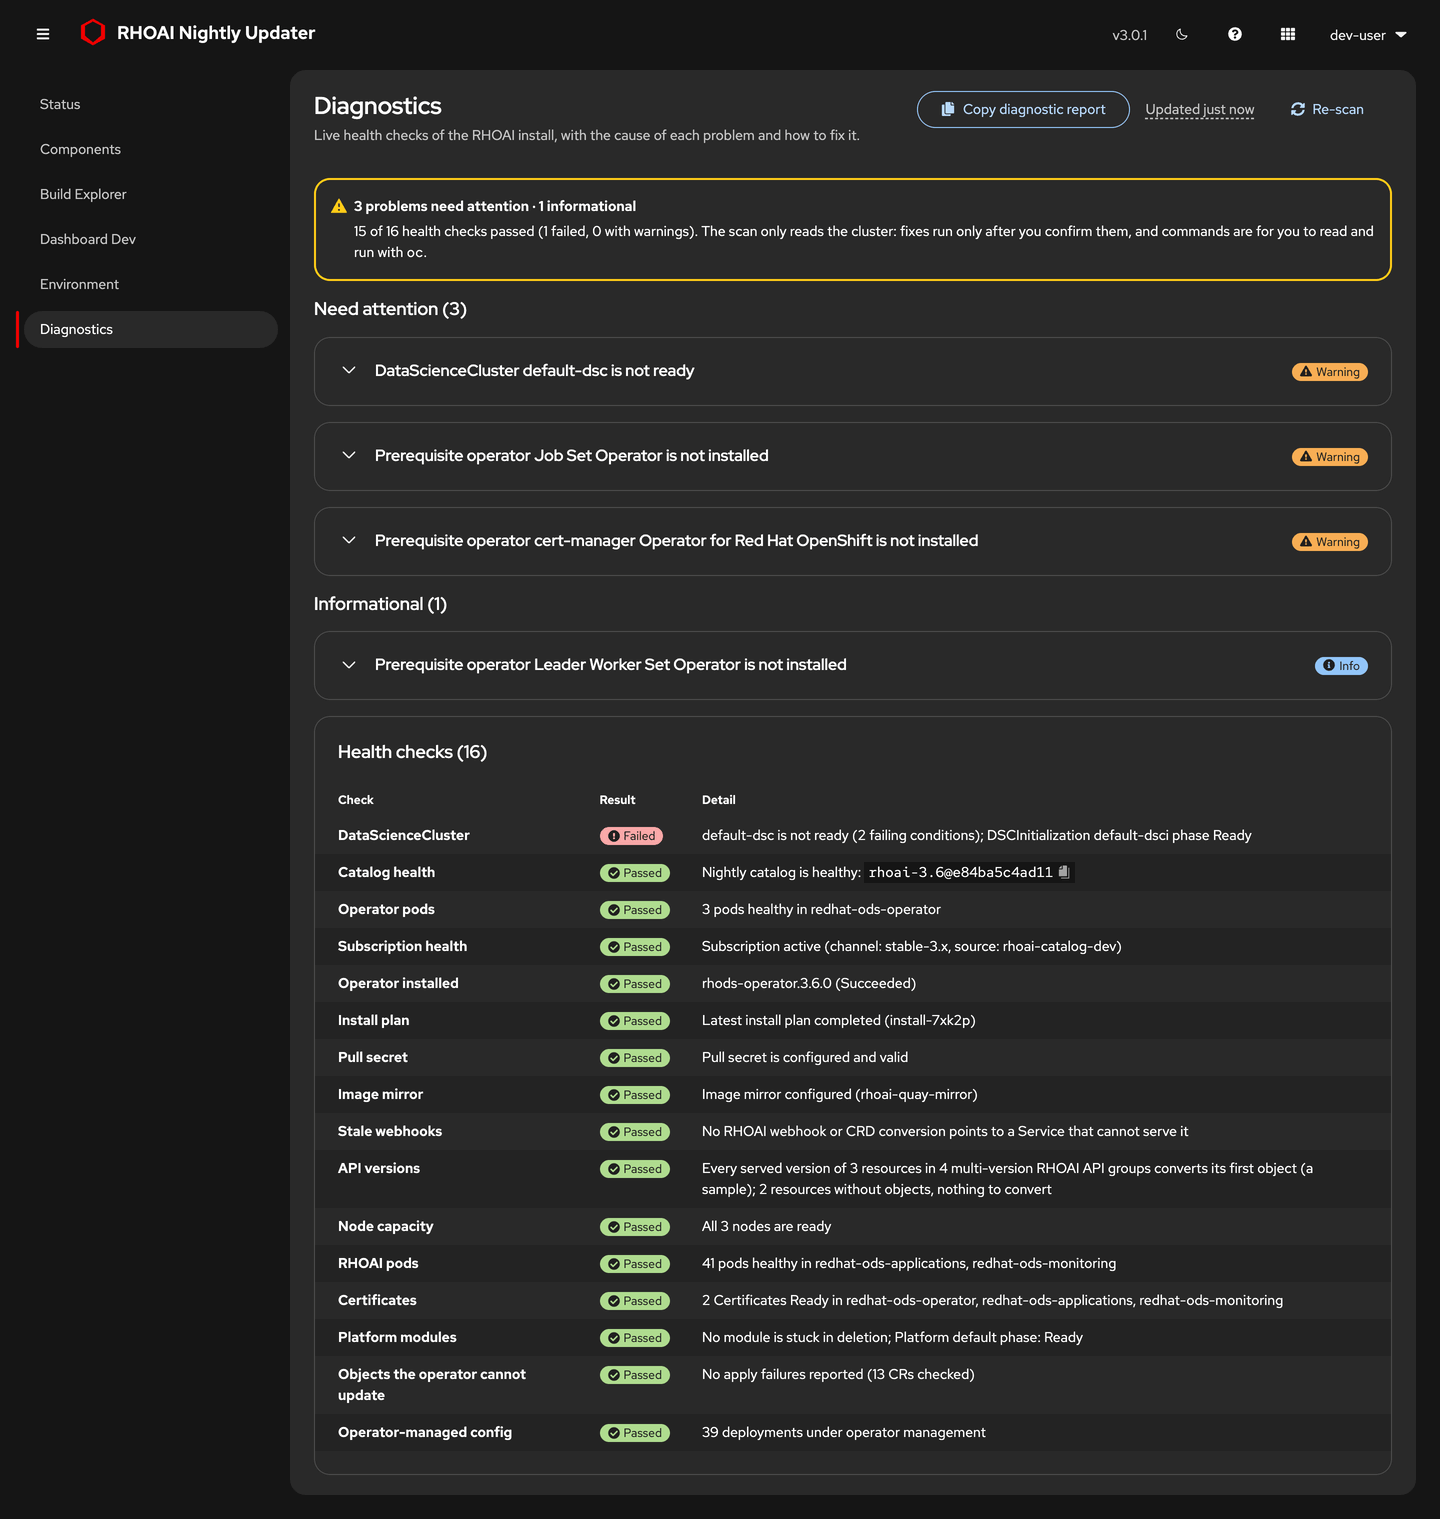 RHOAI Nightly Updater
v3.0.1
dev-user
Status
Components
Build Explorer
Dashboard Dev
Environment
Diagnostics
Diagnostics
Live health checks of the RHOAI install, with the cause of each problem and how to fix it.
Copy diagnostic report
Updated just now
Re-scan
3 problems need attention · 1 informational
15 of 16 health checks passed (1 failed, 0 with warnings). The scan only reads the cluster: fixes run only after you confirm them, and commands are for you to read and
run with oc.
Need attention (3)
DataScienceCluster default-dsc is not ready
Warning
Prerequisite operator Job Set Operator is not installed
Warning
Prerequisite operator cert-manager Operator for Red Hat OpenShift is not installed
Warning
Informational (1)
Prerequisite operator Leader Worker Set Operator is not installed
Info
Health checks (16)
Check Result Detail
DataScienceCluster Failed default-dsc is not ready (2 failing conditions); DSCInitialization default-dsci phase Ready
Catalog health Passed Nightly catalog is healthy: rhoai-3.6@e84ba5c4ad11
Operator pods Passed 3 pods healthy in redhat-ods-operator
Subscription health Passed Subscription active (channel: stable-3.x, source: rhoai-catalog-dev)
Operator installed Passed rhods-operator.3.6.0 (Succeeded)
Install plan Passed Latest install plan completed (install-7xk2p)
Pull secret Passed Pull secret is configured and valid
Image mirror Passed Image mirror configured (rhoai-quay-mirror)
Stale webhooks Passed No RHOAI webhook or CRD conversion points to a Service that cannot serve it
API versions Passed Every served version of 3 resources in 4 multi-version RHOAI API groups converts its first object (a
sample); 2 resources without objects, nothing to convert
Node capacity Passed All 3 nodes are ready
RHOAI pods Passed 41 pods healthy in redhat-ods-applications, redhat-ods-monitoring
Certificates Passed 2 Certificates Ready in redhat-ods-operator, redhat-ods-applications, redhat-ods-monitoring
Platform modules Passed No module is stuck in deletion; Platform default phase: Ready
Objects the operator cannot Passed No apply failures reported (13 CRs checked)
update
Operator-managed config Passed 39 deployments under operator management